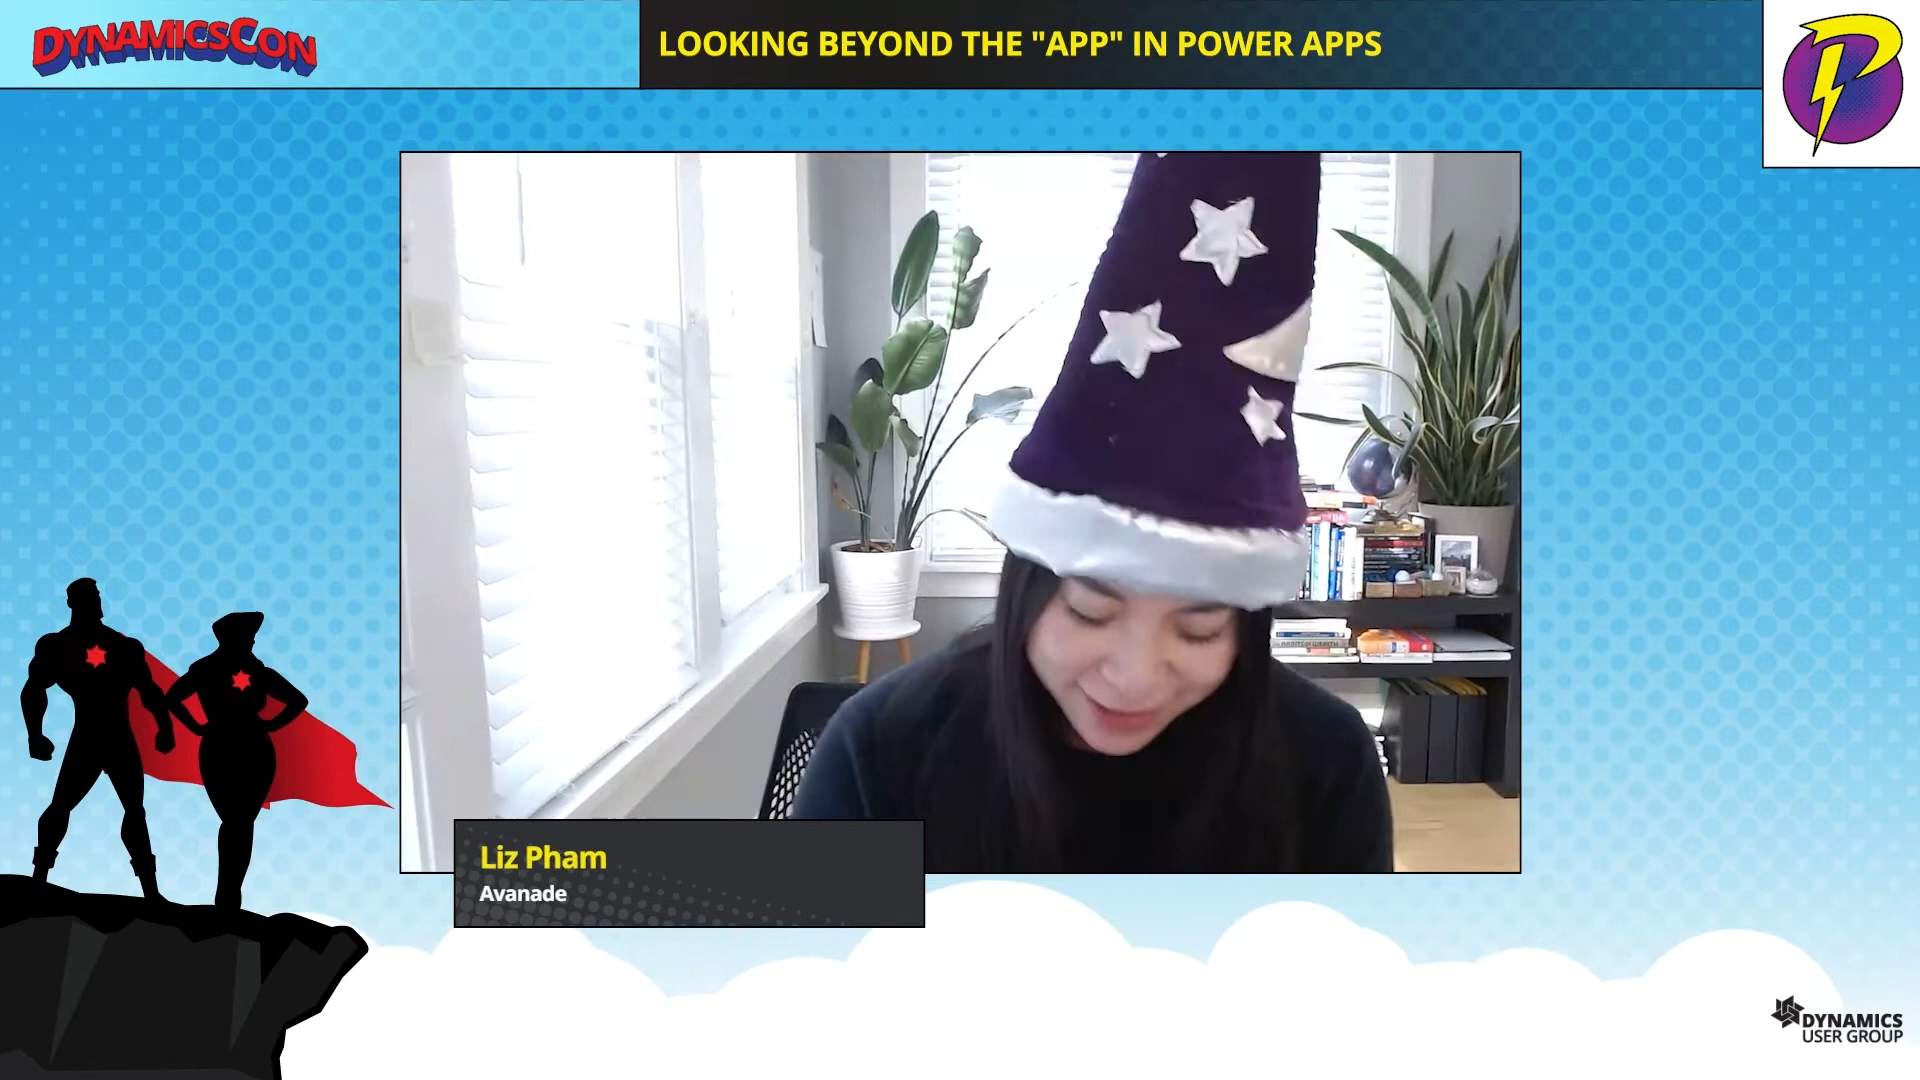 DYNAMICSCON
LOOKING BEYOND THE "APP" IN POWER APPS
P
Liz Pham
Avanade
DYNAMICS
USER GROUP